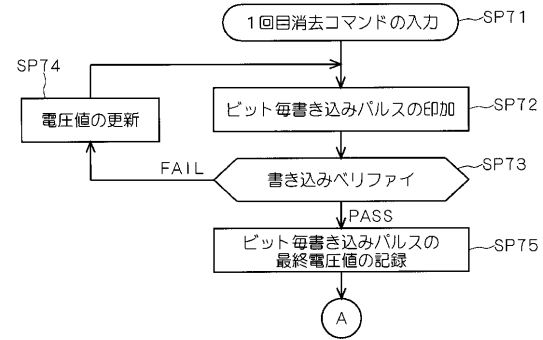 1回目消去コマンドの入力
SP71
SP74
電圧値の更新
ビット毎書き込みパルスの印加
SP72
FAIL
書き込みベリファイ
SP73
PASS
ビット毎書き込みパルスの
最終電圧値の記録
SP75
A